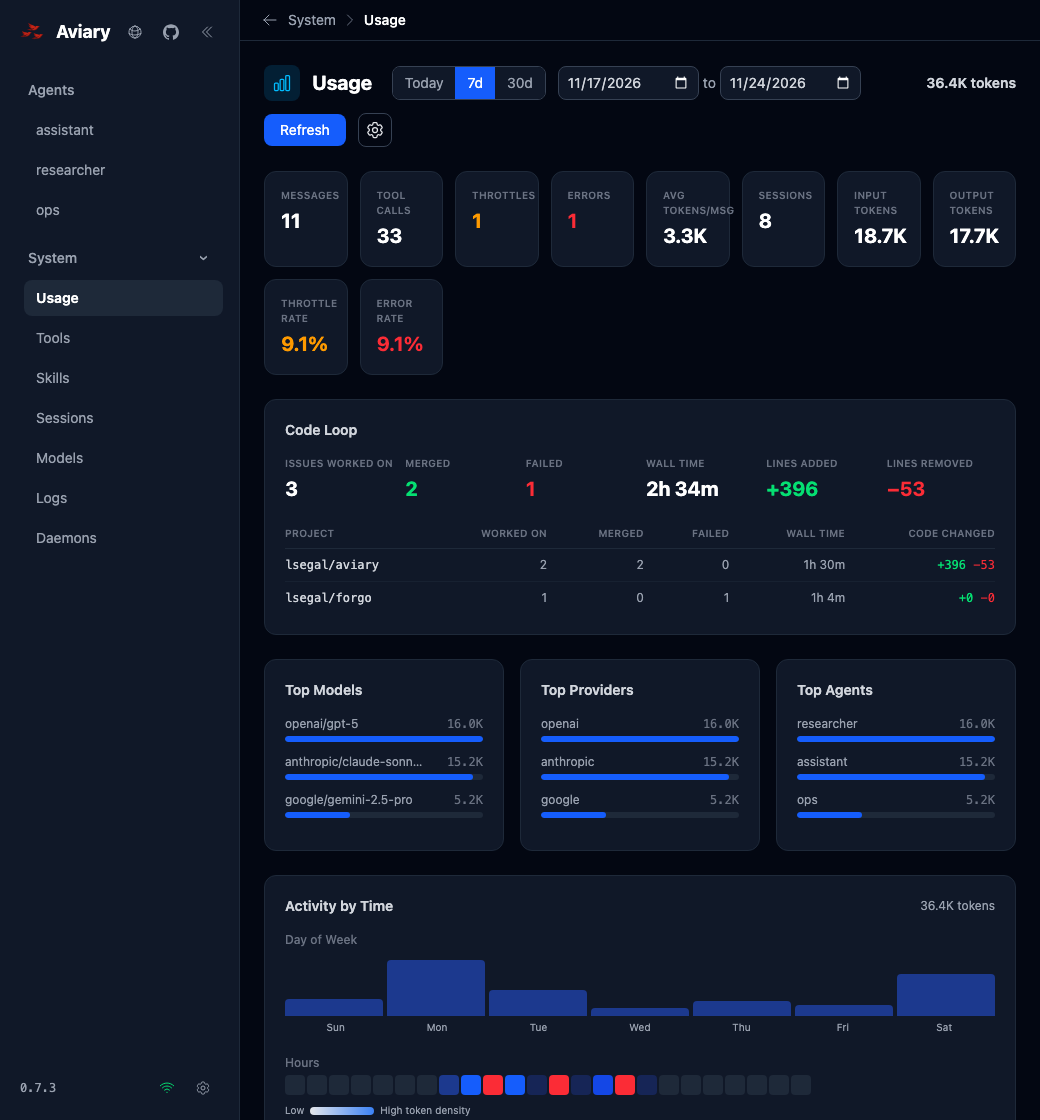 Aviary
System
Usage
Usage
Today
7d
30d
11/17/2026
to
11/24/2026
36.4K tokens
Refresh
Agents
assistant
researcher
ops
System
Usage
Tools
Skills
Sessions
Models
Logs
Daemons
0.7.3
MESSAGES
11
TOOL
CALLS
33
THROTTLES
1
ERRORS
1
AVG
TOKENS/MSG
3.3K
SESSIONS
8
INPUT
TOKENS
18.7K
OUTPUT
TOKENS
17.7K
THROTTLE
RATE
9.1%
ERROR
RATE
9.1%
Code Loop
ISSUES WORKED ON
3
MERGED
2
FAILED
1
WALL TIME
2h 34m
LINES ADDED
+396
LINES REMOVED
−53
PROJECT WORKED ON MERGED FAILED WALL TIME CODE CHANGED
lsegal/aviary 2 2 0 1h 30m +396 −53
lsegal/forgo 1 0 1 1h 4m +0 −0
Top Models
openai/gpt-5 16.0K
anthropic/claude-sonn... 15.2K
google/gemini-2.5-pro 5.2K
Top Providers
openai 16.0K
anthropic 15.2K
google 5.2K
Top Agents
researcher 16.0K
assistant 15.2K
ops 5.2K
Activity by Time
36.4K tokens
Day of Week
Sun Mon Tue Wed Thu Fri Sat
Hours
Low High token density